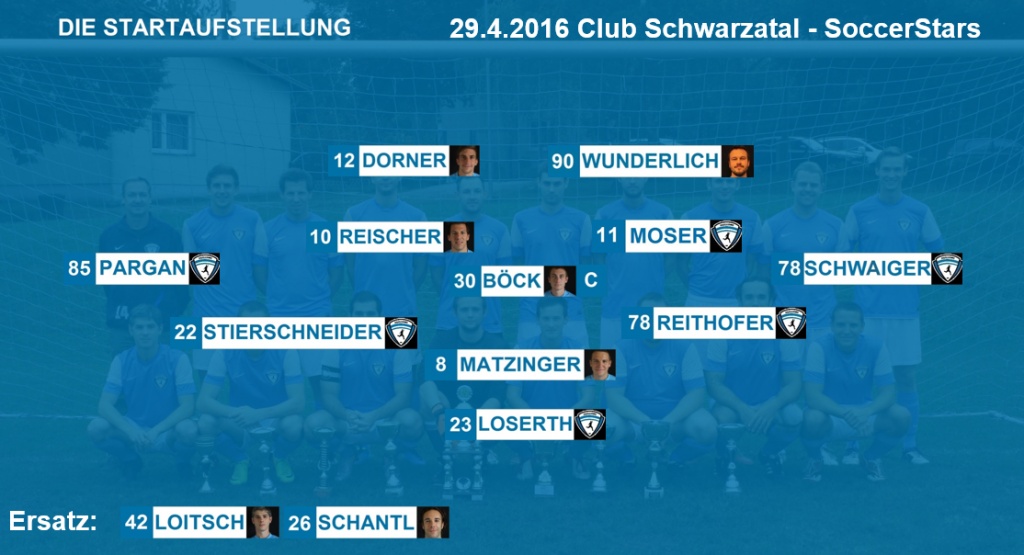 DIE STARTAUFSTELLUNG
29.4.2016 Club Schwarzatal - SoccerStars
12 DORNER
90 WUNDERLICH
10 REISCHER
11 MOSER
85 PARGAN
78 SCHWAIGER
30 BÖCK C
22 STIERSCHNEIDER
78 REITHOFER
8 MATZINGER
23 LOSERTH
Ersatz: 42 LOITSCH 26 SCHANTL